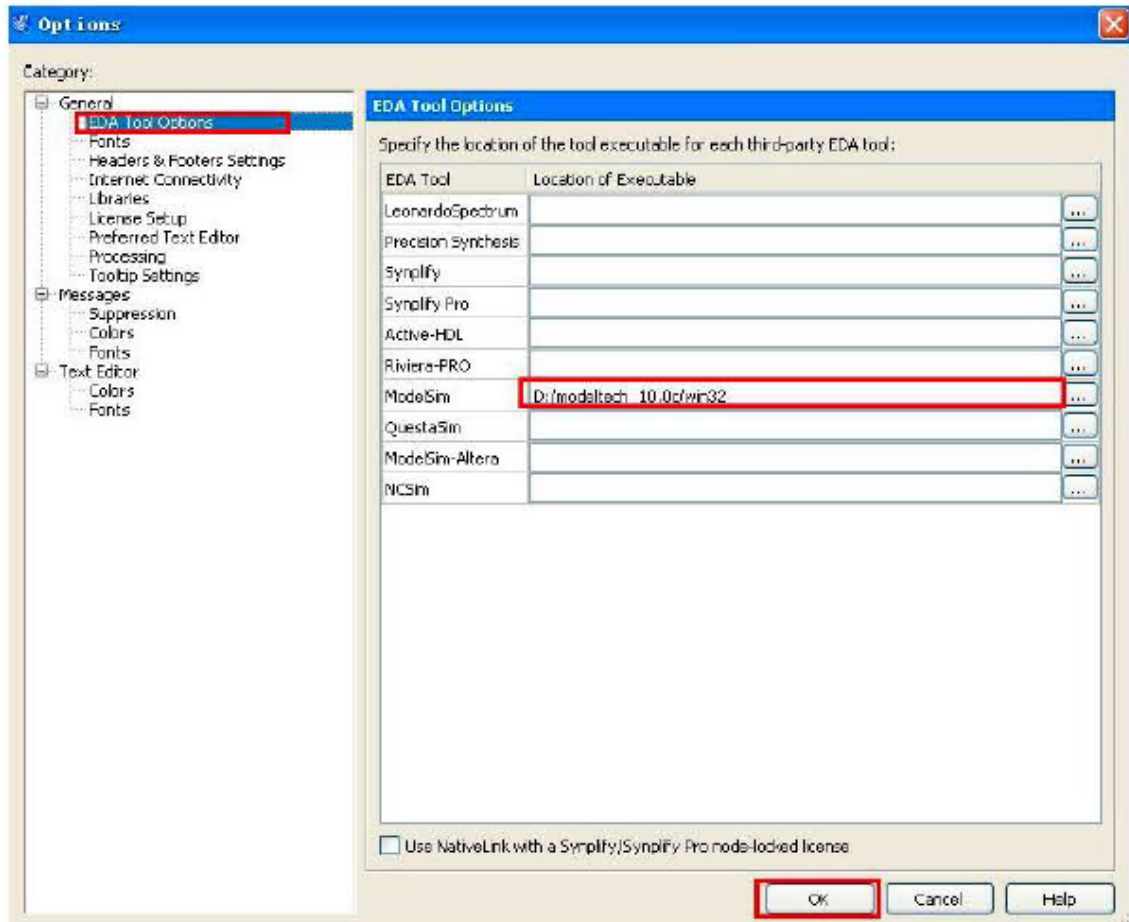 Options
Category:
General
EDA Tool Options
Fonts
Headers & Footers Settings
Internet Connectivity
Libraries
License Setup
Preferred Text Editor
Processing
Tooltip Settings
Messages
Suppression
Colors
Fonts
Text Editor
Colors
Fonts
EDA Tool Options
Specify the location of the tool executable for each third-party EDA tool:
EDA Tool Location of Executable
LeonardoSpectrum ...
Precision Synthesis ...
Synplify ...
Synplify Pro ...
Active-HDL ...
Riviera-PRO ...
ModelSim D:/modeltech_10.0c/win32 ...
QuestaSim ...
ModelSim-Altera ...
NCSim ...
Use NativeLink with a Synplify/Synplify Pro node-locked license
OK Cancel Help